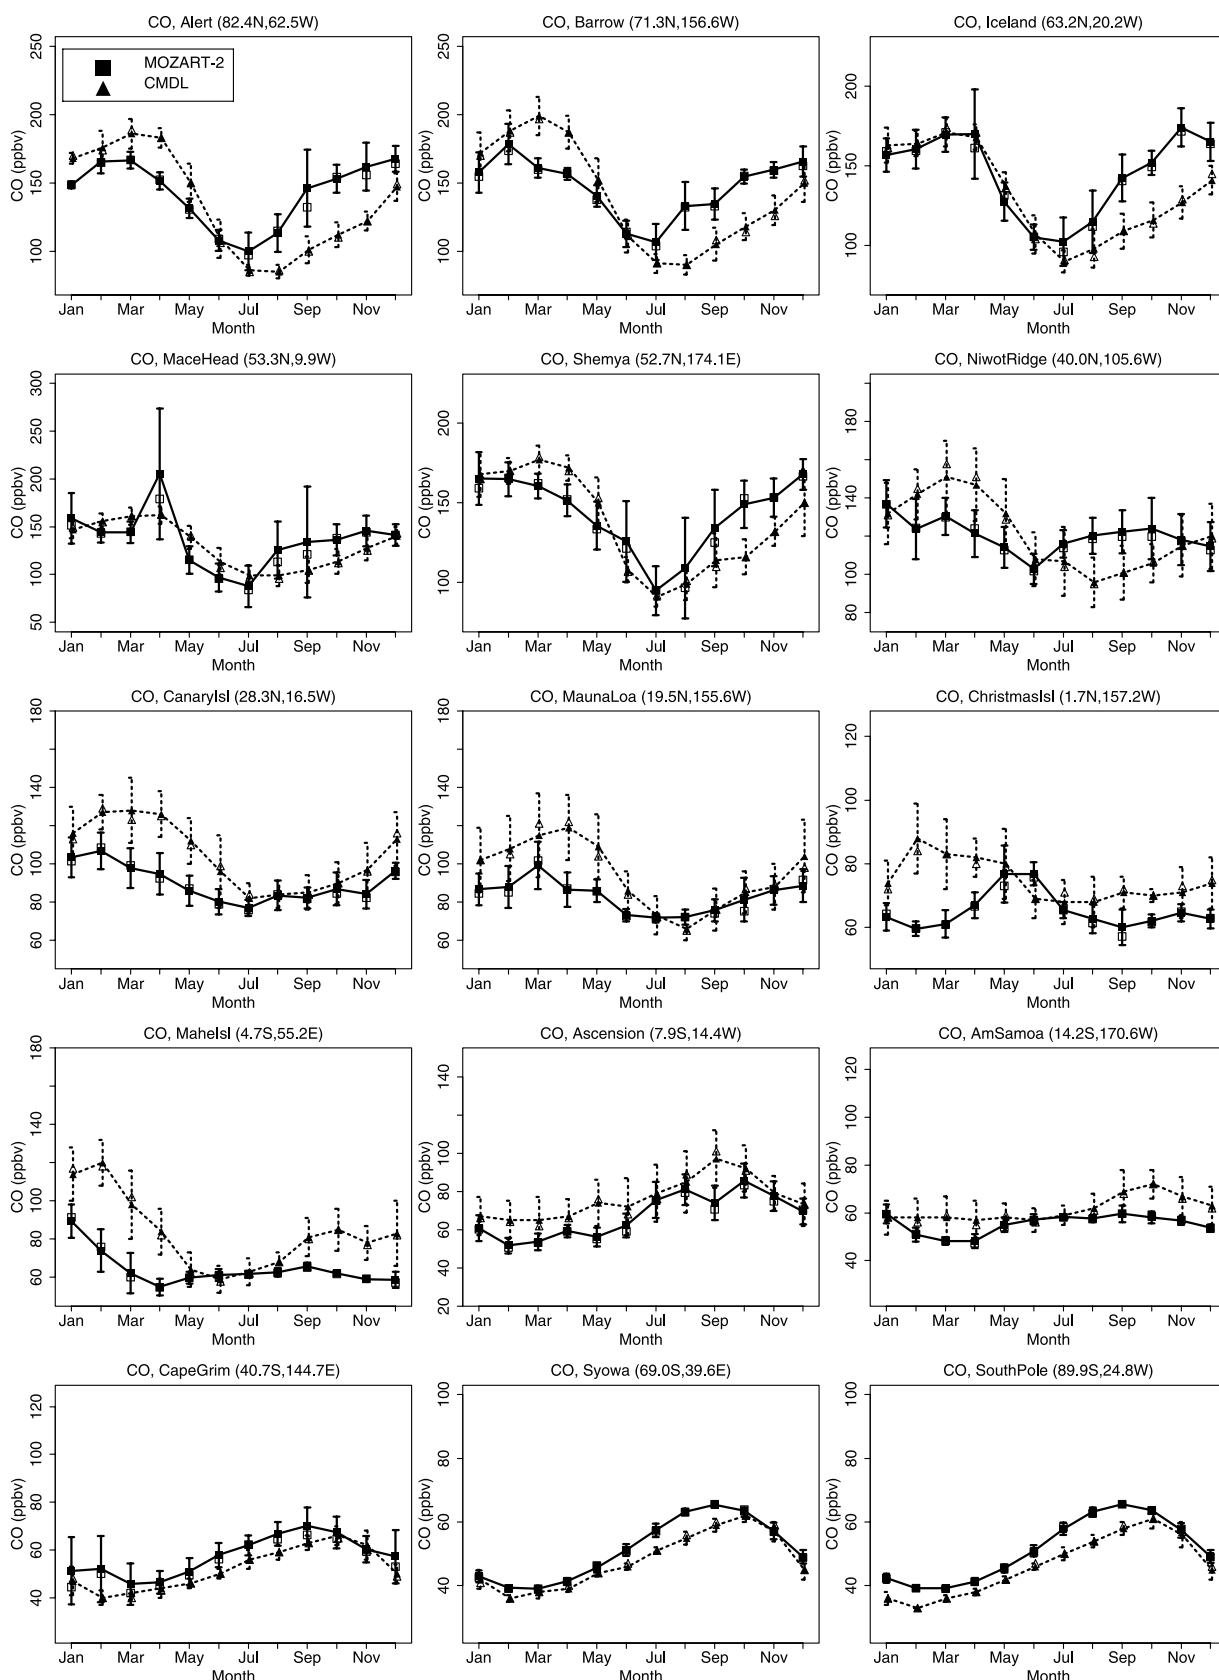 CO, Alert (82.4N,62.5W)
CO (ppbv)
250
200
150
100
MOZART-2
CMDL
Jan Mar May Jul Sep Nov
Month
CO, Barrow (71.3N,156.6W)
CO (ppbv)
250
200
150
100
Jan Mar May Jul Sep Nov
Month
CO, Iceland (63.2N,20.2W)
CO (ppbv)
200
150
100
Jan Mar May Jul Sep Nov
Month
CO, MaceHead (53.3N,9.9W)
CO (ppbv)
300
250
200
150
100
50
Jan Mar May Jul Sep Nov
Month
CO, Shemya (52.7N,174.1E)
CO (ppbv)
200
150
100
Jan Mar May Jul Sep Nov
Month
CO, NiwotRidge (40.0N,105.6W)
CO (ppbv)
180
140
120
100
80
Jan Mar May Jul Sep Nov
Month
CO, CanaryIsl (28.3N,16.5W)
CO (ppbv)
180
140
100
80
60
Jan Mar May Jul Sep Nov
Month
CO, MaunaLoa (19.5N,155.6W)
CO (ppbv)
180
140
100
80
60
Jan Mar May Jul Sep Nov
Month
CO, ChristmasIsl (1.7N,157.2W)
CO (ppbv)
120
100
80
60
Jan Mar May Jul Sep Nov
Month
CO, MaheIsl (4.7S,55.2E)
CO (ppbv)
180
140
100
80
60
Jan Mar May Jul Sep Nov
Month
CO, Ascension (7.9S,14.4W)
CO (ppbv)
140
100
80
60
40
20
Jan Mar May Jul Sep Nov
Month
CO, AmSamoa (14.2S,170.6W)
CO (ppbv)
120
100
80
60
40
Jan Mar May Jul Sep Nov
Month
CO, CapeGrim (40.7S,144.7E)
CO (ppbv)
120
100
80
60
40
Jan Mar May Jul Sep Nov
Month
CO, Syowa (69.0S,39.6E)
CO (ppbv)
100
80
60
40
Jan Mar May Jul Sep Nov
Month
CO, SouthPole (89.9S,24.8W)
CO (ppbv)
100
80
60
40
Jan Mar May Jul Sep Nov
Month